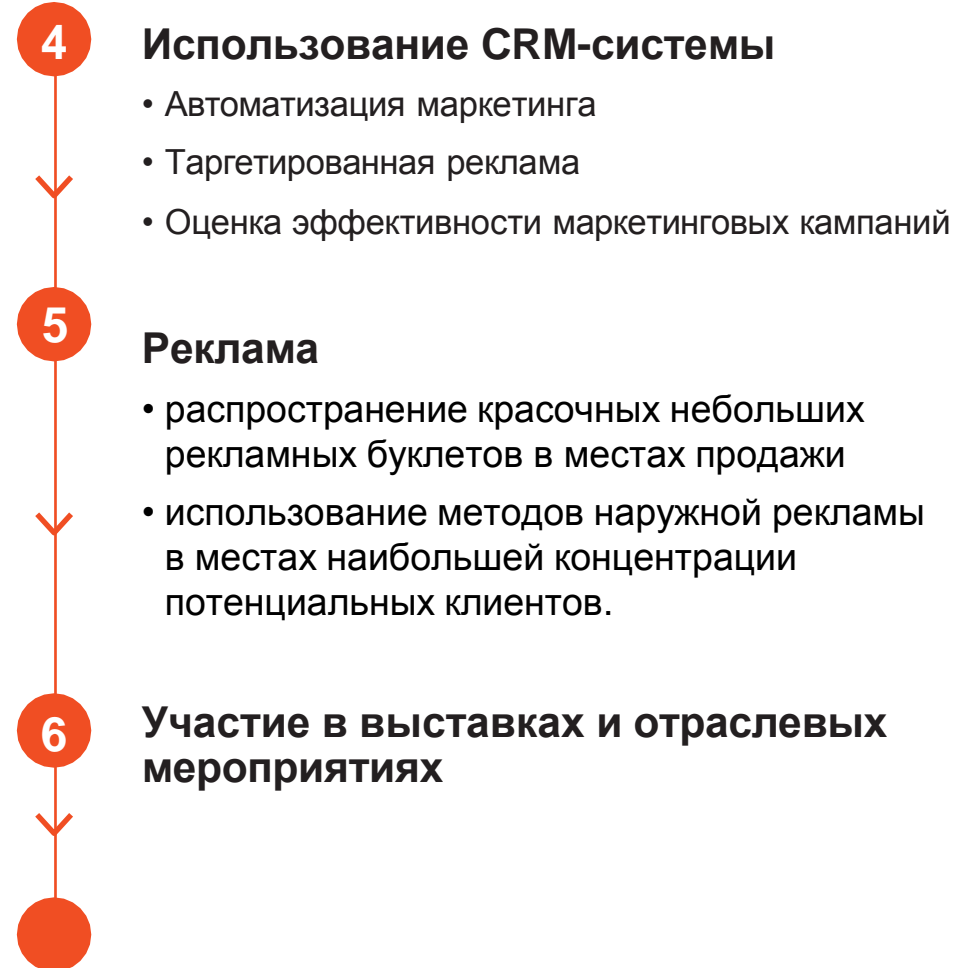 4
Использование CRM-системы
• Автоматизация маркетинга
• Таргетированная реклама
• Оценка эффективности маркетинговых кампаний
5
Реклама
• распространение красочных небольших
рекламных буклетов в местах продажи
• использование методов наружной рекламы
в местах наибольшей концентрации
потенциальных клиентов.
6
Участие в выставках и отраслевых
мероприятиях